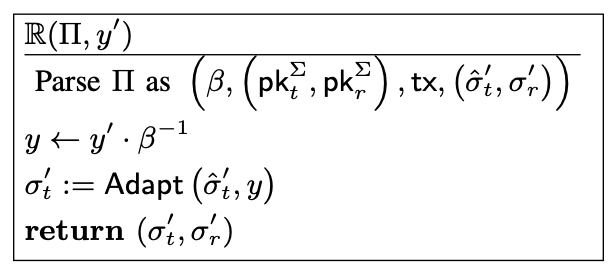 ℝ(Π, y′)
Parse Π as (β, (pk_t^Σ, pk_r^Σ), tx, (σ̂′_t, σ′_r))
y ← y′ · β^{−1}
σ′_t := Adapt (σ̂′_t, y)
return (σ′_t, σ′_r)